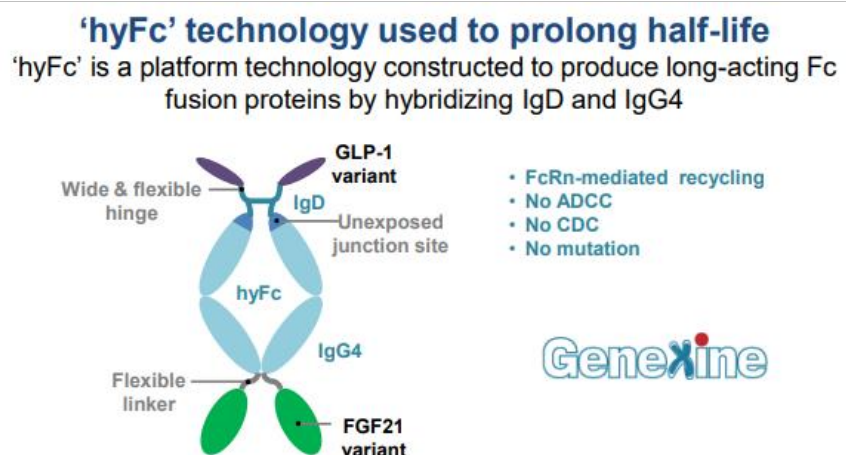 ‘hyFc’ technology used to prolong half-life
‘hyFc’ is a platform technology constructed to produce long-acting Fc
fusion proteins by hybridizing IgD and IgG4
GLP-1
variant
Wide & flexible
hinge
IgD
Unexposed
junction site
hyFc
IgG4
Flexible
linker
FGF21
variant
• FcRn-mediated recycling
• No ADCC
• No CDC
• No mutation
Genexine